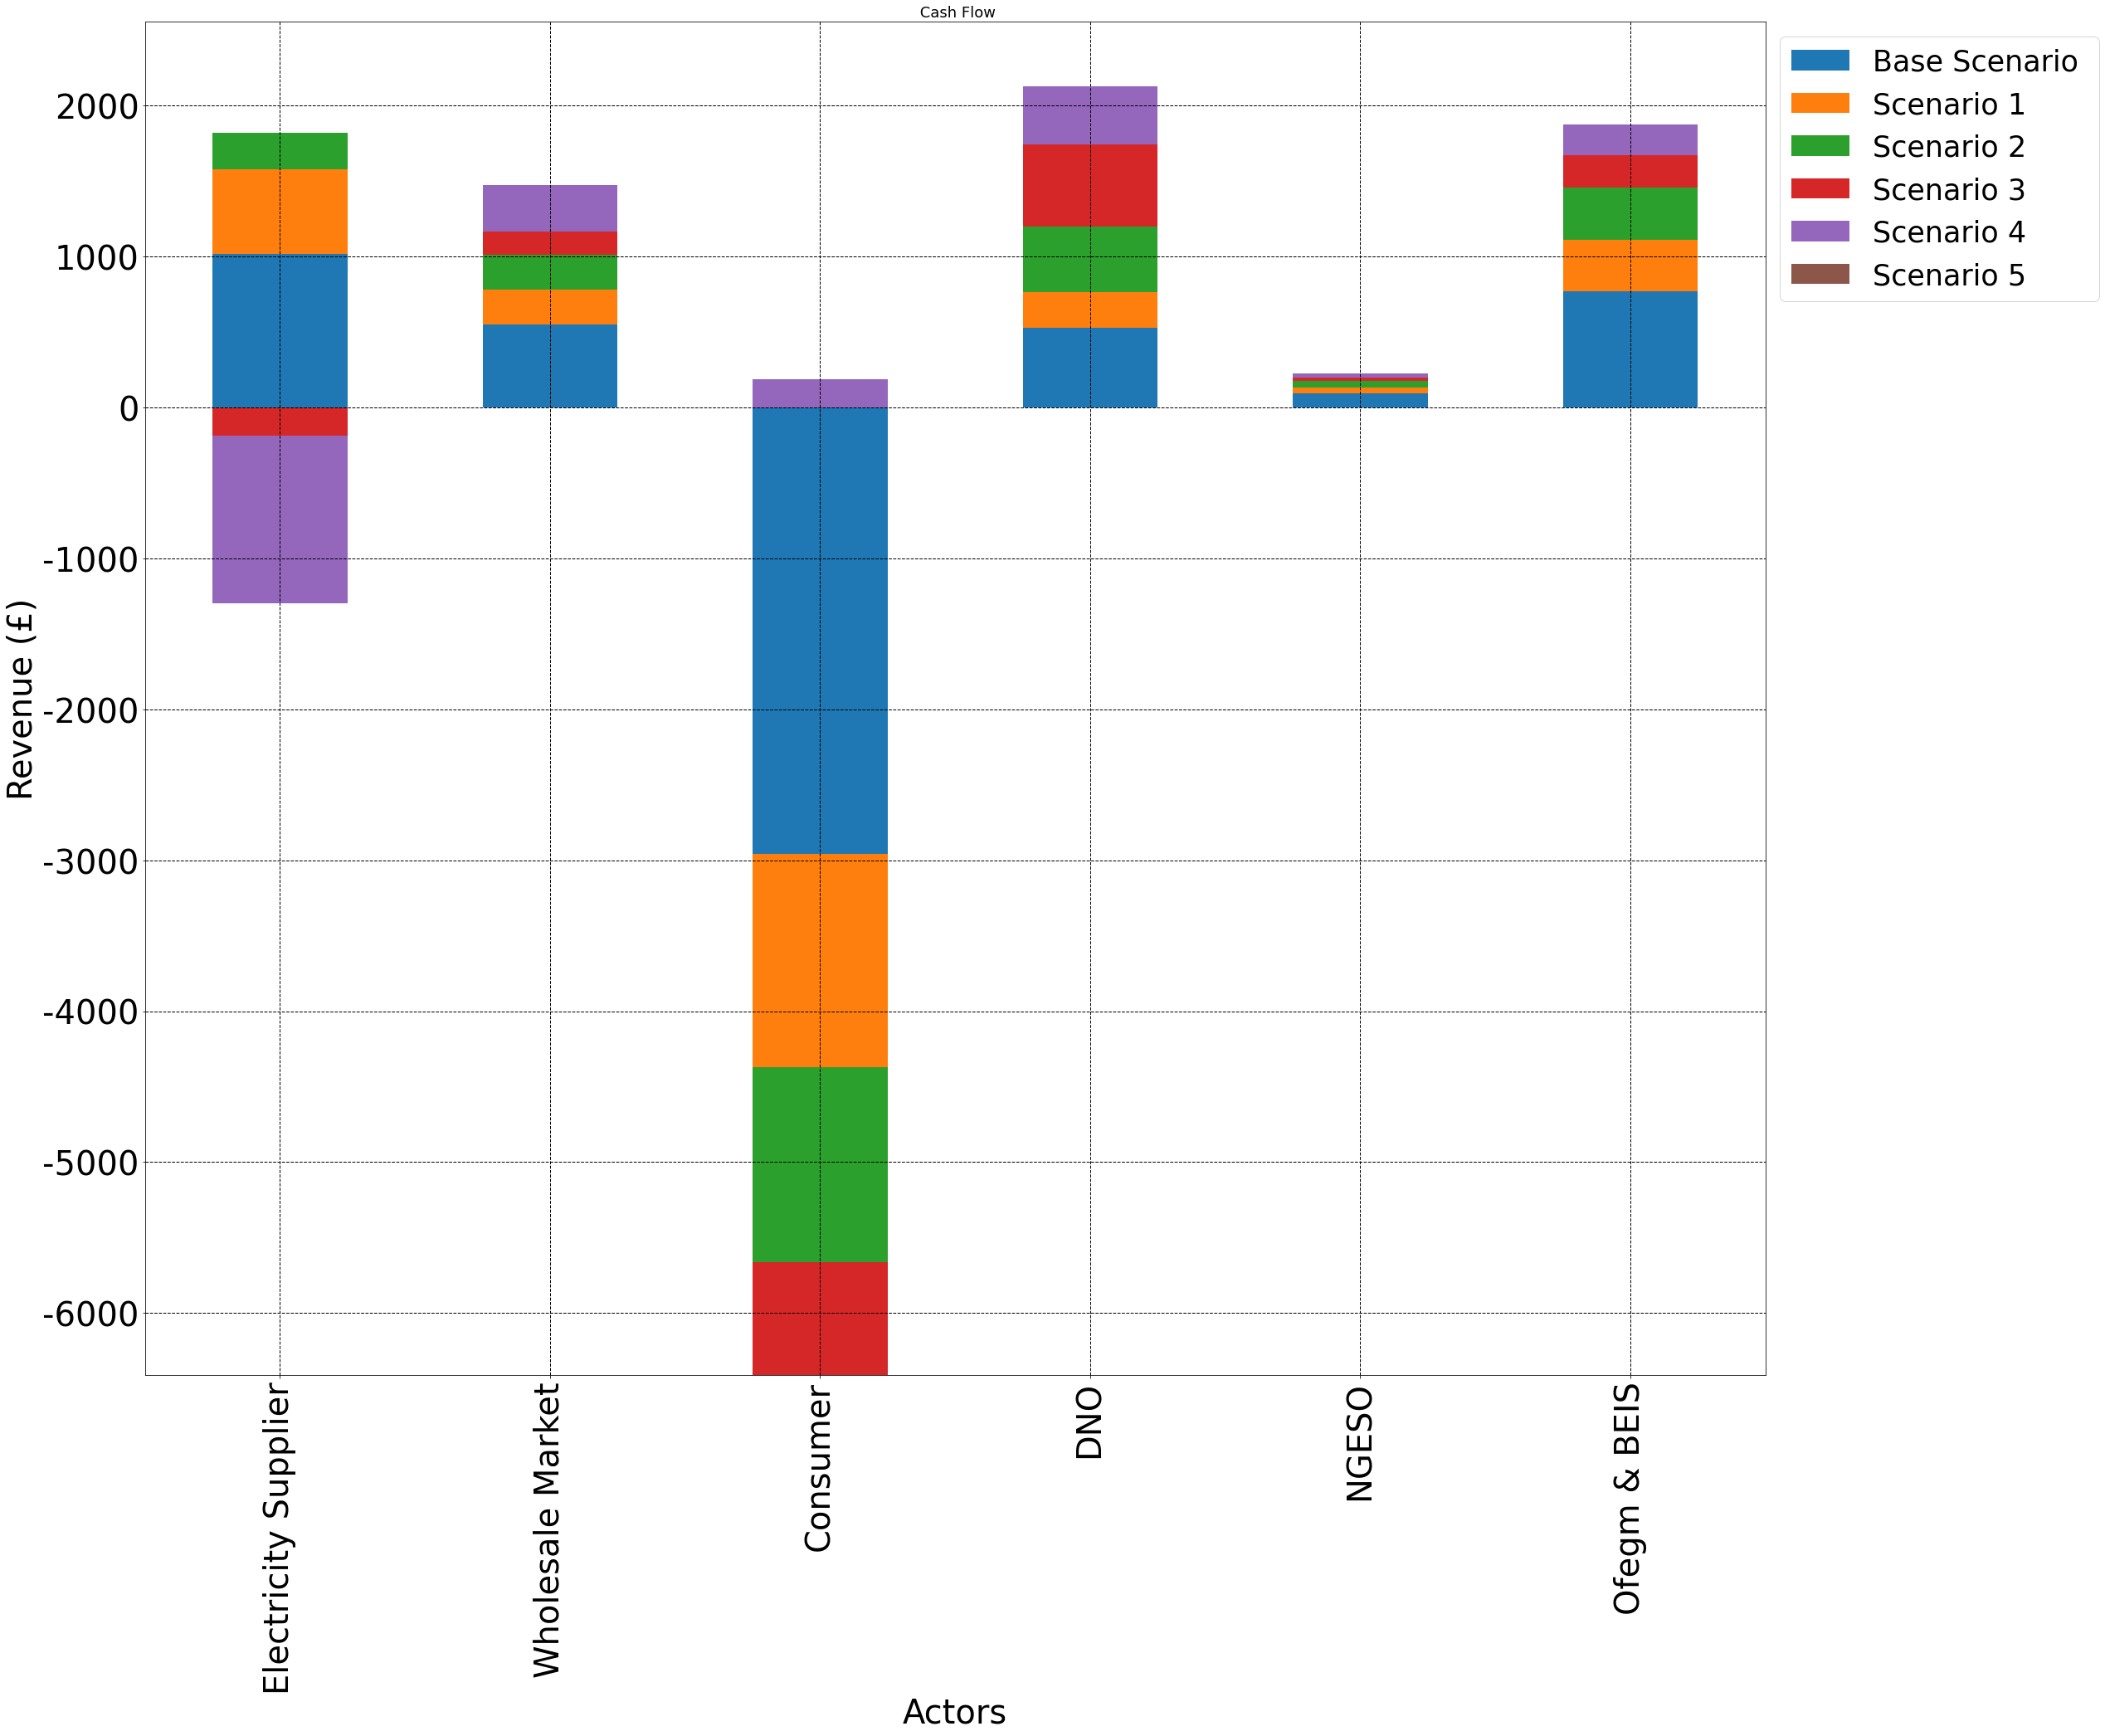 Cash Flow
Base Scenario
Scenario 1
Scenario 2
Scenario 3
Scenario 4
Scenario 5
2000
1000
0
-1000
-2000
-3000
-4000
-5000
-6000
Revenue (£)
Electricity Supplier
Wholesale Market
Consumer
DNO
NGESO
Ofegm & BEIS
Actors